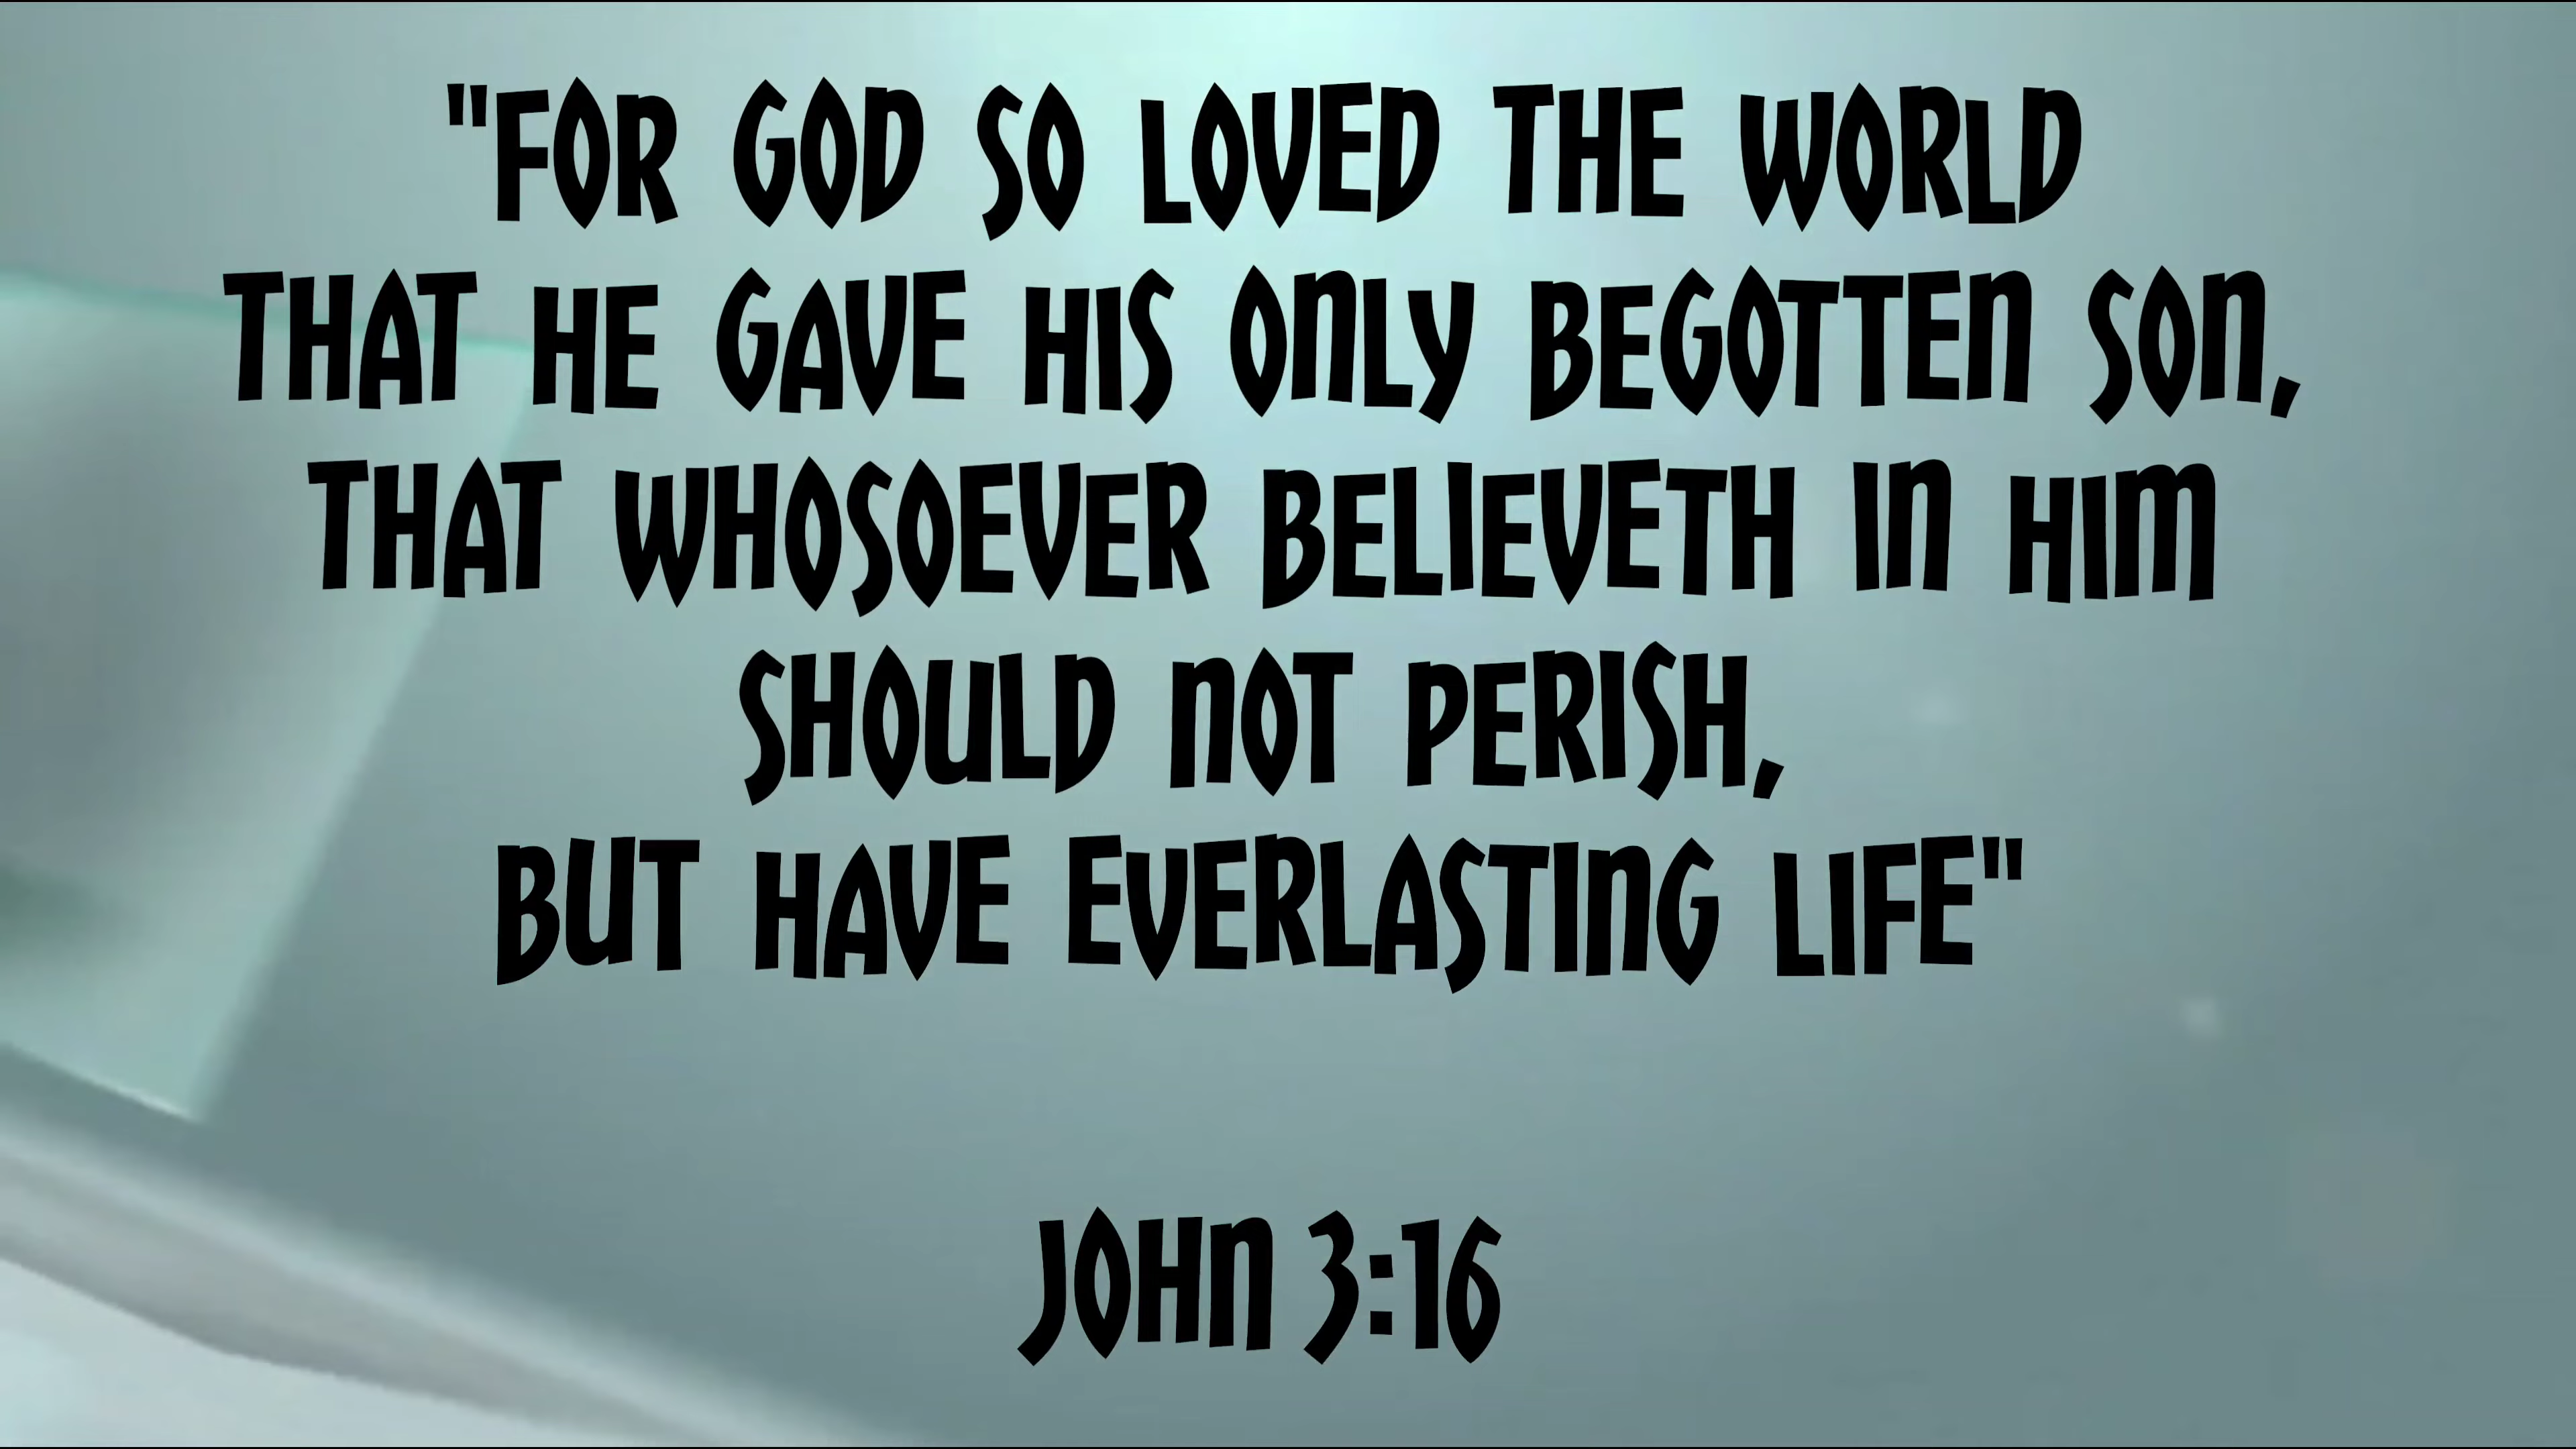 "FOR GOD SO LOVED THE WORLD
THAT HE GAVE HIS ONLY BEGOTTEN SON,
THAT WHOSOEVER BELIEVETH IN HIM
SHOULD NOT PERISH,
BUT HAVE EVERLASTING LIFE"
JOHN 3:16